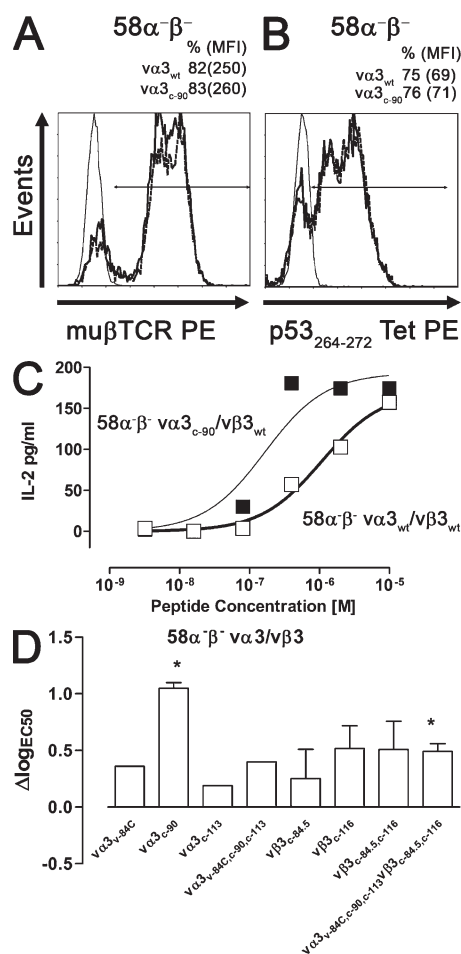 A
58α⁻β⁻
% (MFI)
vα3wt 82(250)
vα3c-90 83(260)
Events
muβTCR PE
B
58α⁻β⁻
% (MFI)
vα3wt 75 (69)
vα3c-90 76 (71)
p53264-272 Tet PE
C
IL-2 pg/ml
200
150
100
50
0
58α⁻β⁻ vα3c-90/vβ3wt
58α⁻β⁻ vα3wt/vβ3wt
10⁻⁹ 10⁻⁸ 10⁻⁷ 10⁻⁶ 10⁻⁵
Peptide Concentration [M]
D
58α⁻β⁻ vα3/vβ3
ΔlogEC50
1.5
1.0
0.5
0.0
-0.5
*
*
vα3v-84C
vα3c-90
vα3c-113
vα3v-84C,c-90,c-113
vβ3c-84.5
vβ3c-116
vβ3c-84.5,c-116
vα3v-84C,c-90,c-113vβ3c-84.5,c-116